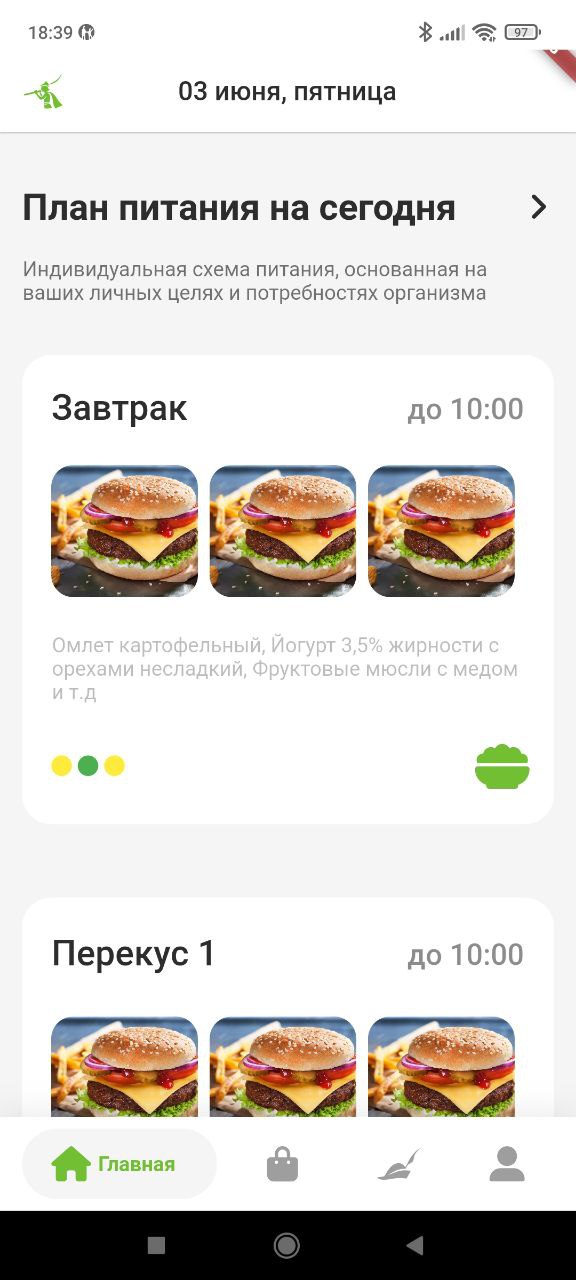 18:39
97
03 июня, пятница
План питания на сегодня
Индивидуальная схема питания, основанная на
ваших личных целях и потребностях организма
Завтрак
до 10:00
Омлет картофельный, Йогурт 3,5% жирности с
орехами несладкий, Фруктовые мюсли с медом
и т.д
Перекус 1
до 10:00
Главная